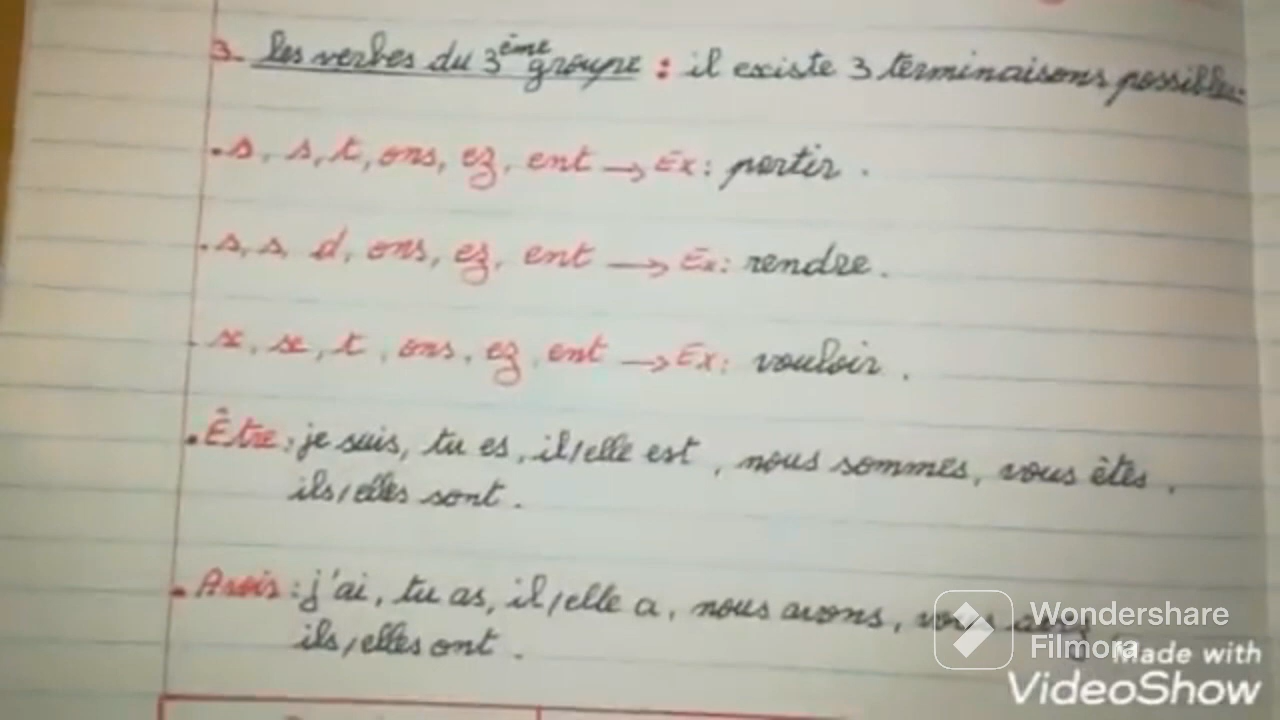 3- les verbes du 3ème groupe : il existe 3 terminaisons possibles.
. s, s, t, ons, ez, ent → Ex: partir.
. s, s, d, ons, ez, ent → Ex: rendre.
. x, x, t, ons, ez, ent → Ex: vouloir.
. Être: je suis, tu es, il/elle est, nous sommes, vous êtes,
ils/elles sont.
. Avoir: j'ai, tu as, il/elle a, nous avons, vous avez,
ils/elles ont.
Wondershare
Filmora
Made with
VideoShow